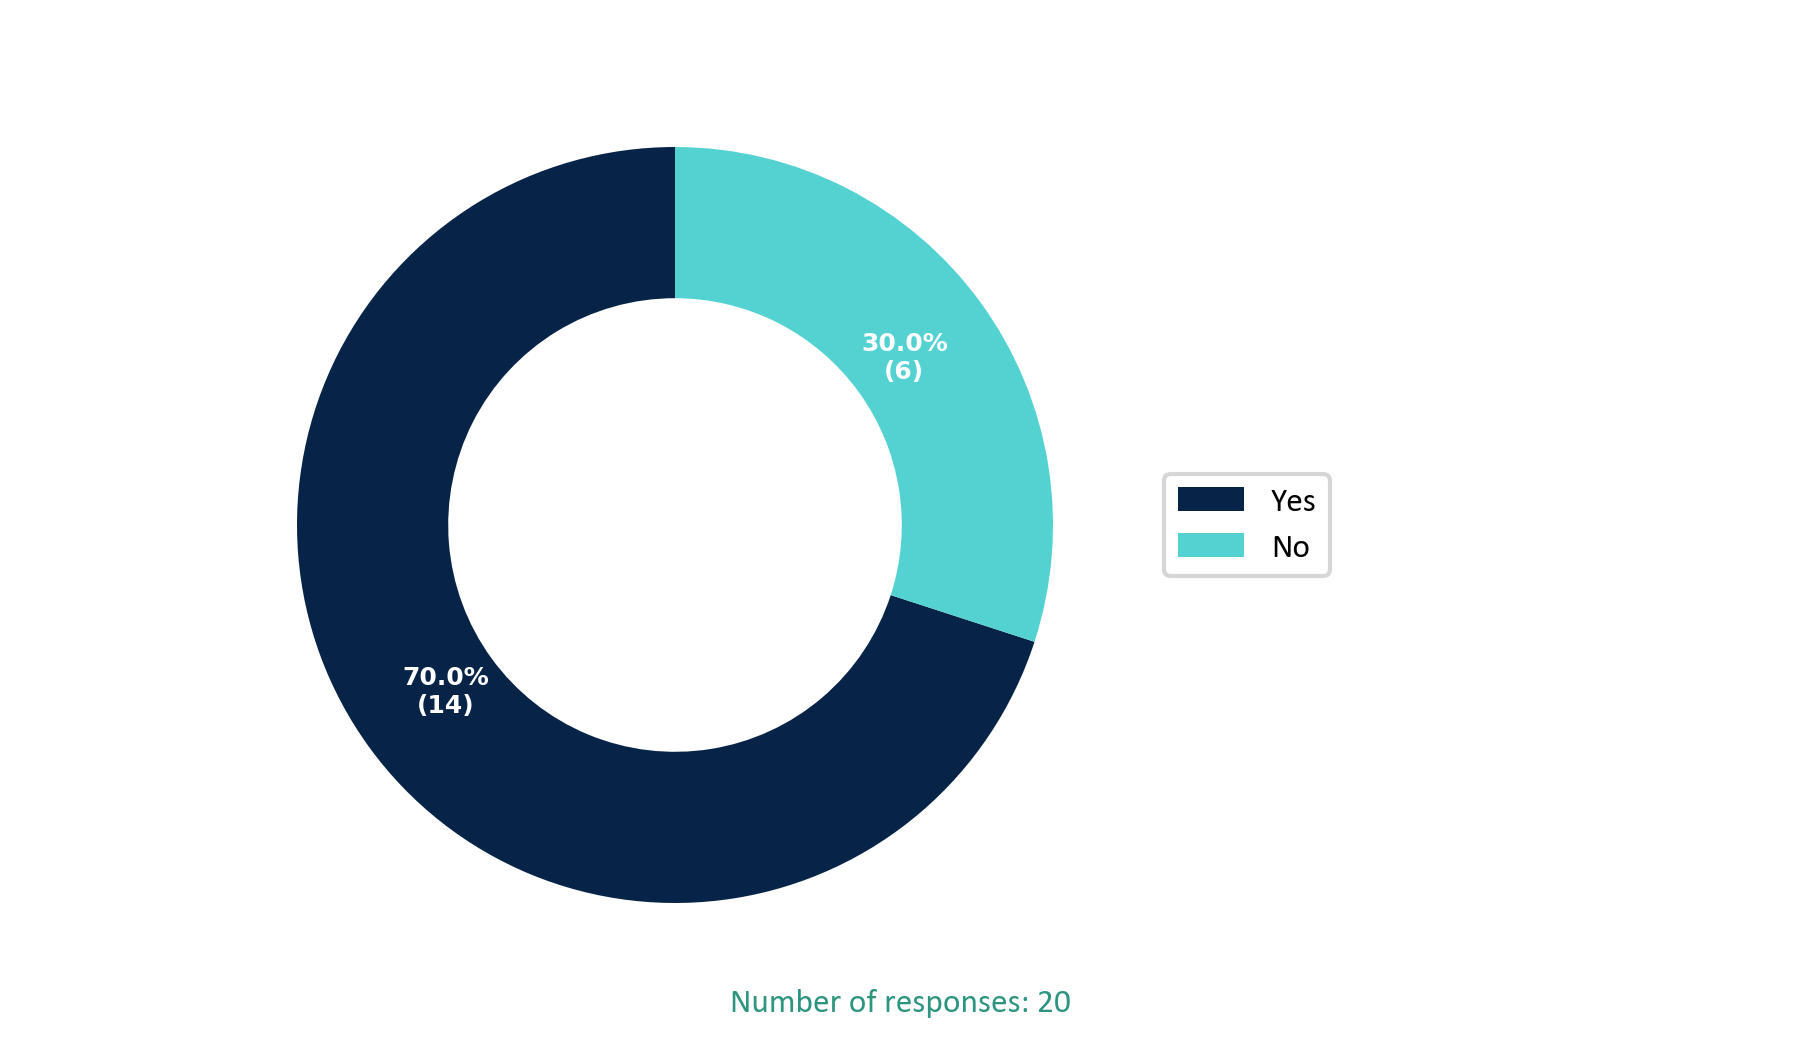 30.0%
(6)
70.0%
(14)
Yes
No
Number of responses: 20